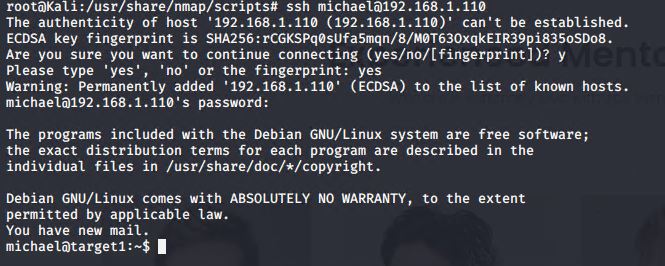 root@Kali:/usr/share/nmap/scripts# ssh michael@192.168.1.110
The authenticity of host '192.168.1.110 (192.168.1.110)' can't be established.
ECDSA key fingerprint is SHA256:rCGKSPq0sUfa5mqn/8/M0T63OxqkEIR39pi835oSDo8.
Are you sure you want to continue connecting (yes/no/[fingerprint])? y
Please type 'yes', 'no' or the fingerprint: yes
Warning: Permanently added '192.168.1.110' (ECDSA) to the list of known hosts.
michael@192.168.1.110's password:
The programs included with the Debian GNU/Linux system are free software;
the exact distribution terms for each program are described in the
individual files in /usr/share/doc/*/copyright.
Debian GNU/Linux comes with ABSOLUTELY NO WARRANTY, to the extent
permitted by applicable law.
You have new mail.
michael@target1:~$